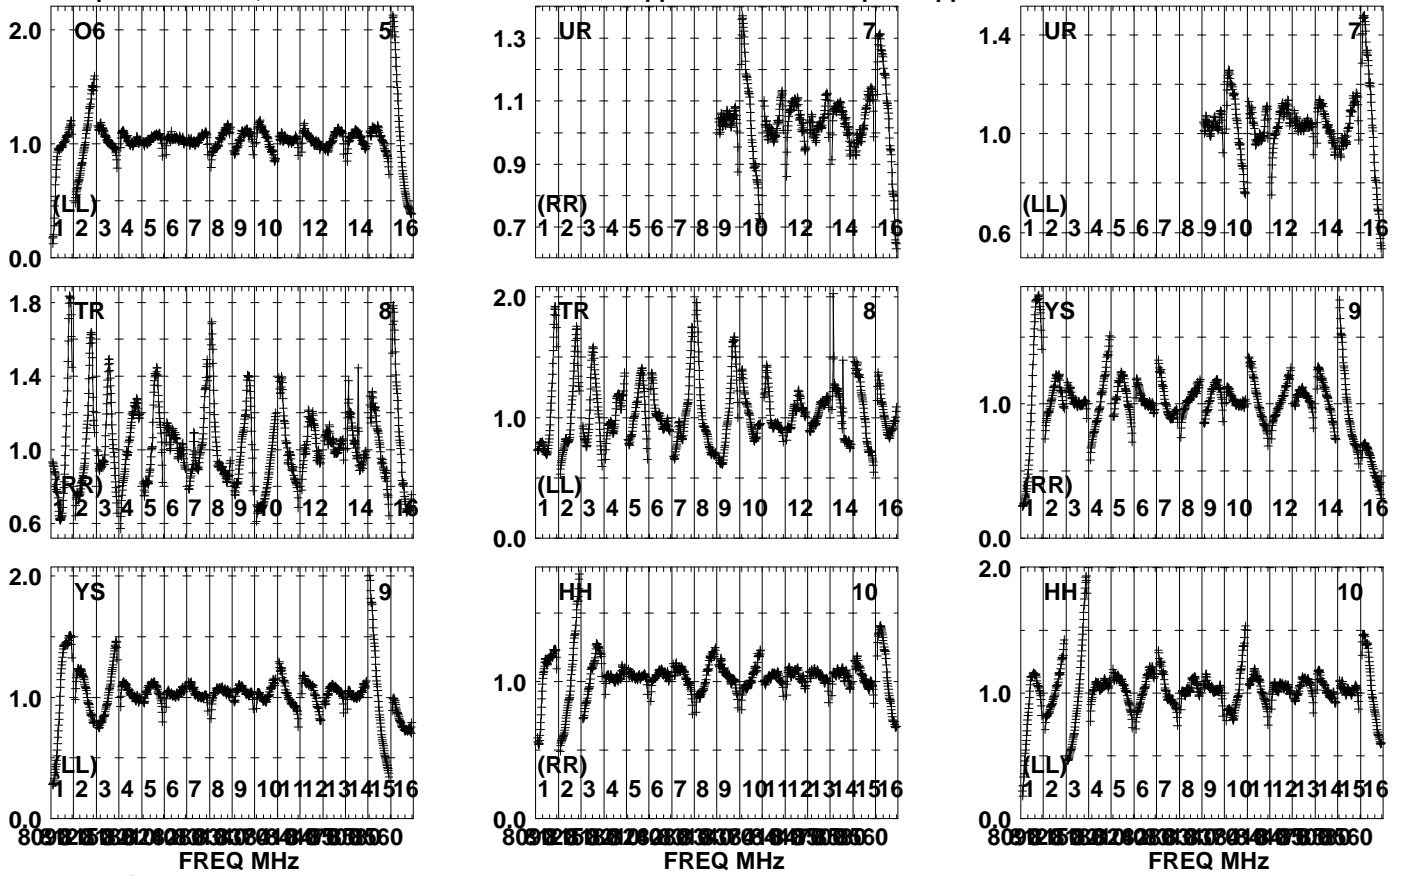 2.0 O6 5
1.0
(LL)
1 2 3 4 5 6 7 8 9 10 12 14 16
0.0
1.3 UR 7
1.1
0.9
(RR)
0.7 1 2 3 4 5 6 7 8 9 10 12 14 16
1.4 UR 7
1.0
(LL)
0.6 1 2 3 4 5 6 7 8 9 10 12 14 16
1.8 TR 8
1.4
1.0
(RR)
0.6 1 2 3 4 5 6 7 8 9 10 12 14 16
2.0 TR 8
1.0
(LL)
1 2 3 4 5 6 7 8 9 10 12 14 16
0.0
YS 9
1.0
(RR)
1 2 3 4 5 6 7 8 9 10 12 14 16
0.0
2.0 YS 9
1.0
(LL)
1 2 3 4 5 6 7 8 9 10 11 12 13 14 15 16
0.0
FREQ MHz
HH 10
1.0
(RR)
1 2 3 4 5 6 7 8 9 10 11 12 13 14 15 16
0.0
FREQ MHz
2.0 HH 10
1.0
(LL)
1 2 3 4 5 6 7 8 9 10 11 12 13 14 15 16
0.0
FREQ MHz